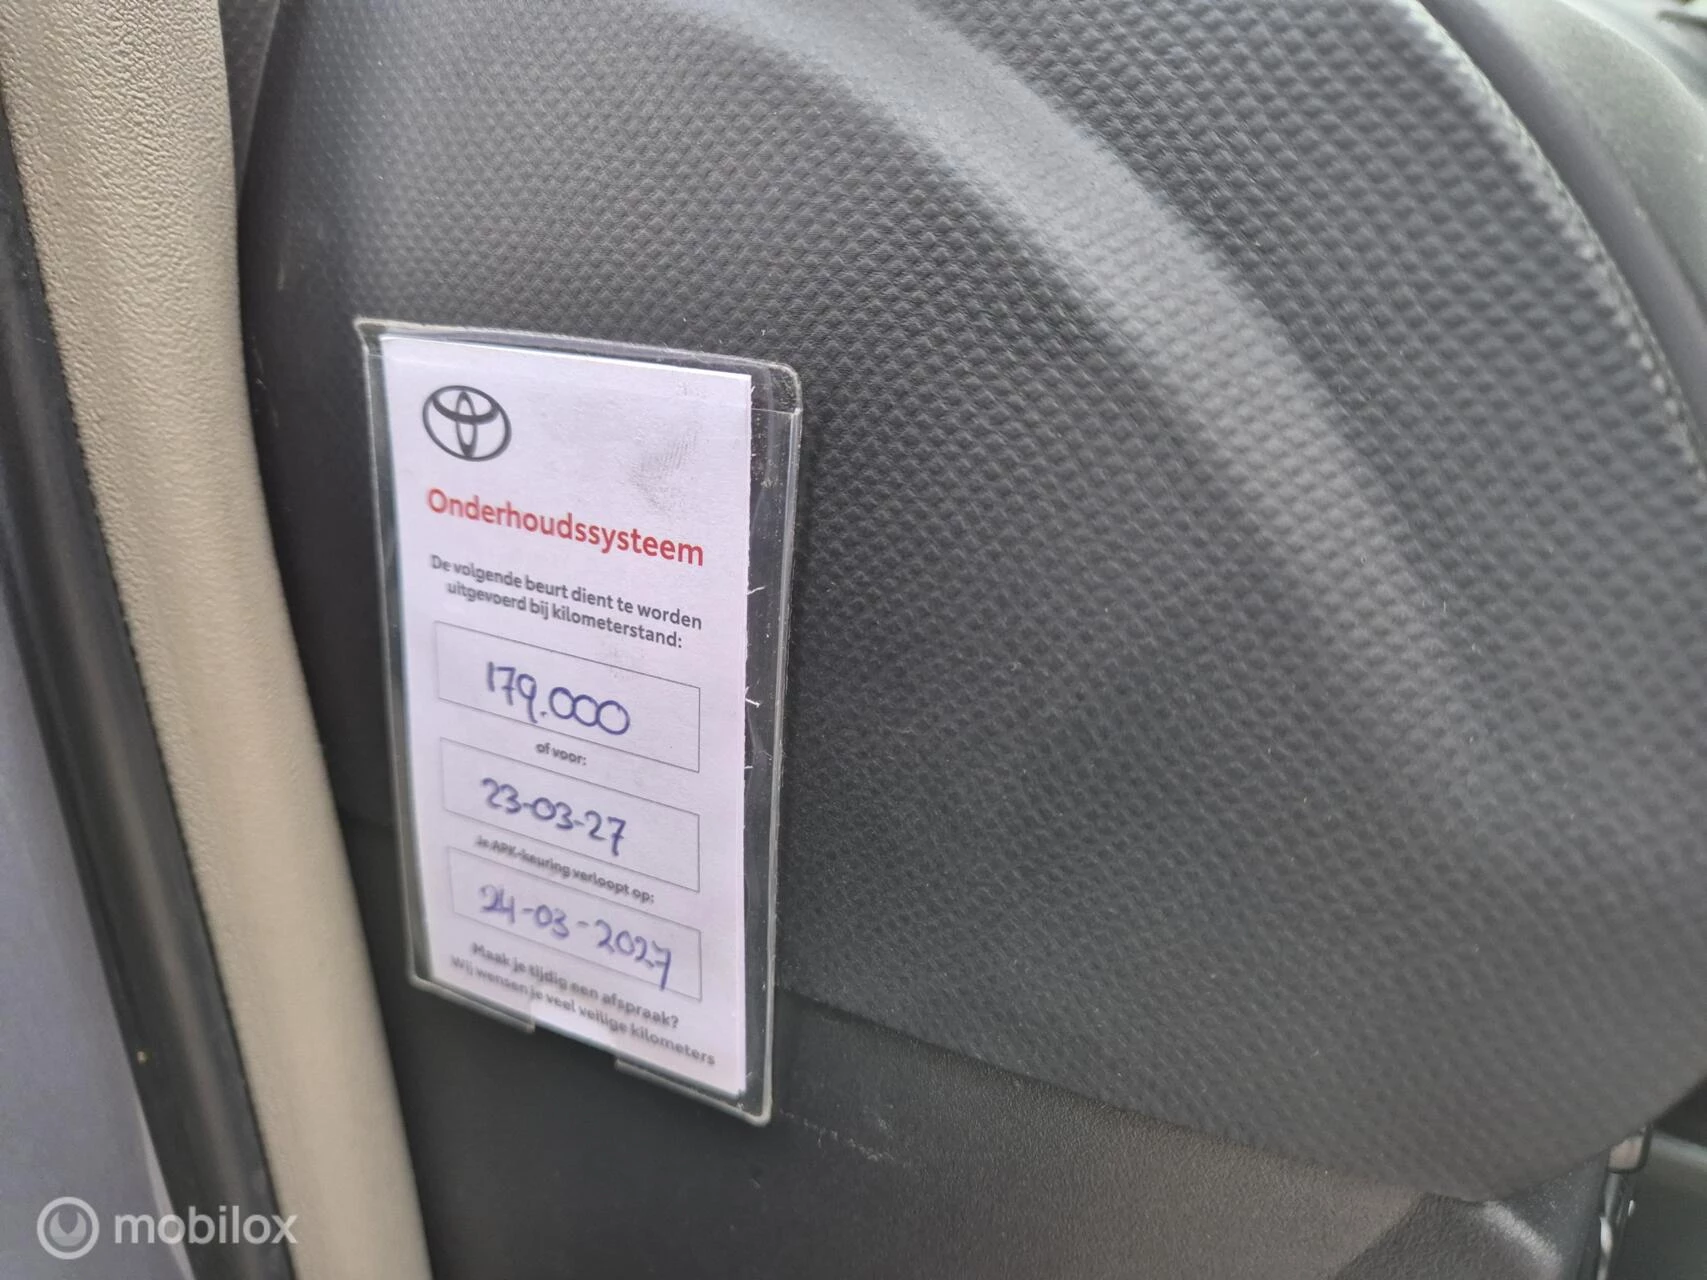 Onderhoudssysteem
De volgende beurt dient te worden
uitgevoerd bij kilometerstand:
179.000
of voor:
23-03-27
Je APK-keuring verloopt op:
24-03-2027
Maak je tijdig een afspraak?
Wij wensen je veel veilige kilometers
mobilox